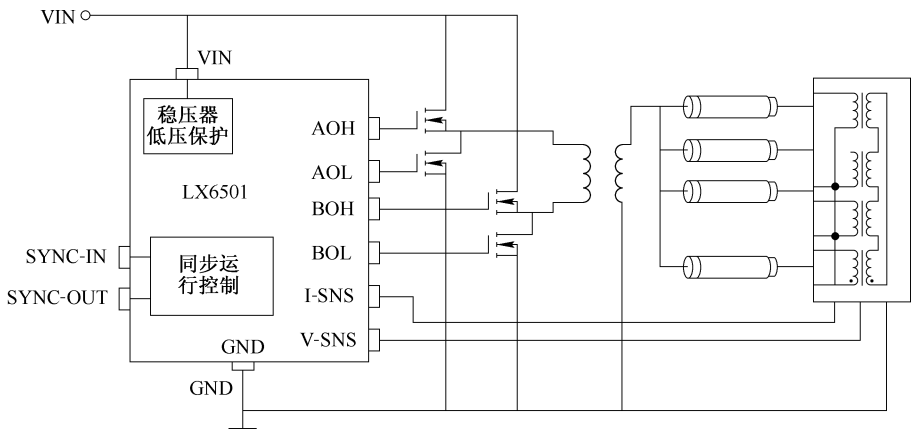 VIN
VIN
稳压器
低压保护
AOH
AOL
LX6501
BOH
BOL
SYNC-IN
同步运
行控制
SYNC-OUT
I-SNS
V-SNS
GND
GND